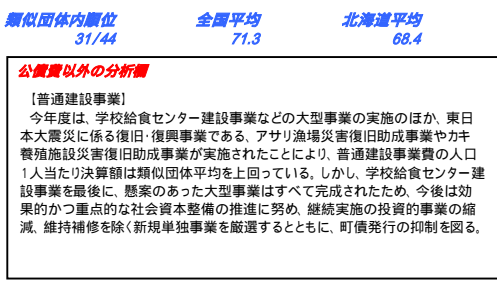 類似団体内順位 全国平均 北海道平均
31/44 71.3 68.4
公債費以外の分析欄
【普通建設事業】
今年度は、学校給食センター建設事業などの大型事業の実施のほか、東日
本大震災に係る復旧・復興事業である、アサリ漁場災害復旧助成事業やカキ
養殖施設災害復旧助成事業が実施されたことにより、普通建設事業費の人口
1人当たり決算額は類似団体平均を上回っている。しかし、学校給食センター建
設事業を最後に、懸案のあった大型事業はすべて完成されたため、今後は効
果的かつ重点的な社会資本整備の推進に努め、継続実施の投資的事業の縮
減、維持補修を除く新規単独事業を厳選するとともに、町債発行の抑制を図る。